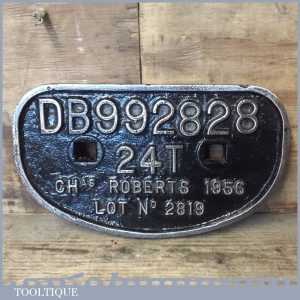 DB992828
24T
CHAS ROBERTS 1956
LOT NO 2819
TOOLTIQUE